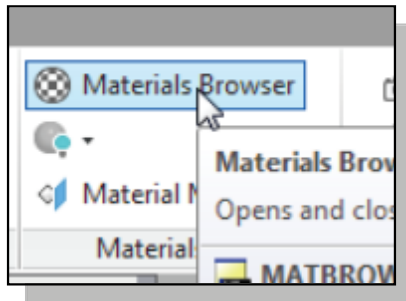 Materials Browser
Materials Brow
Material M
Opens and clos
Material
MATBROW